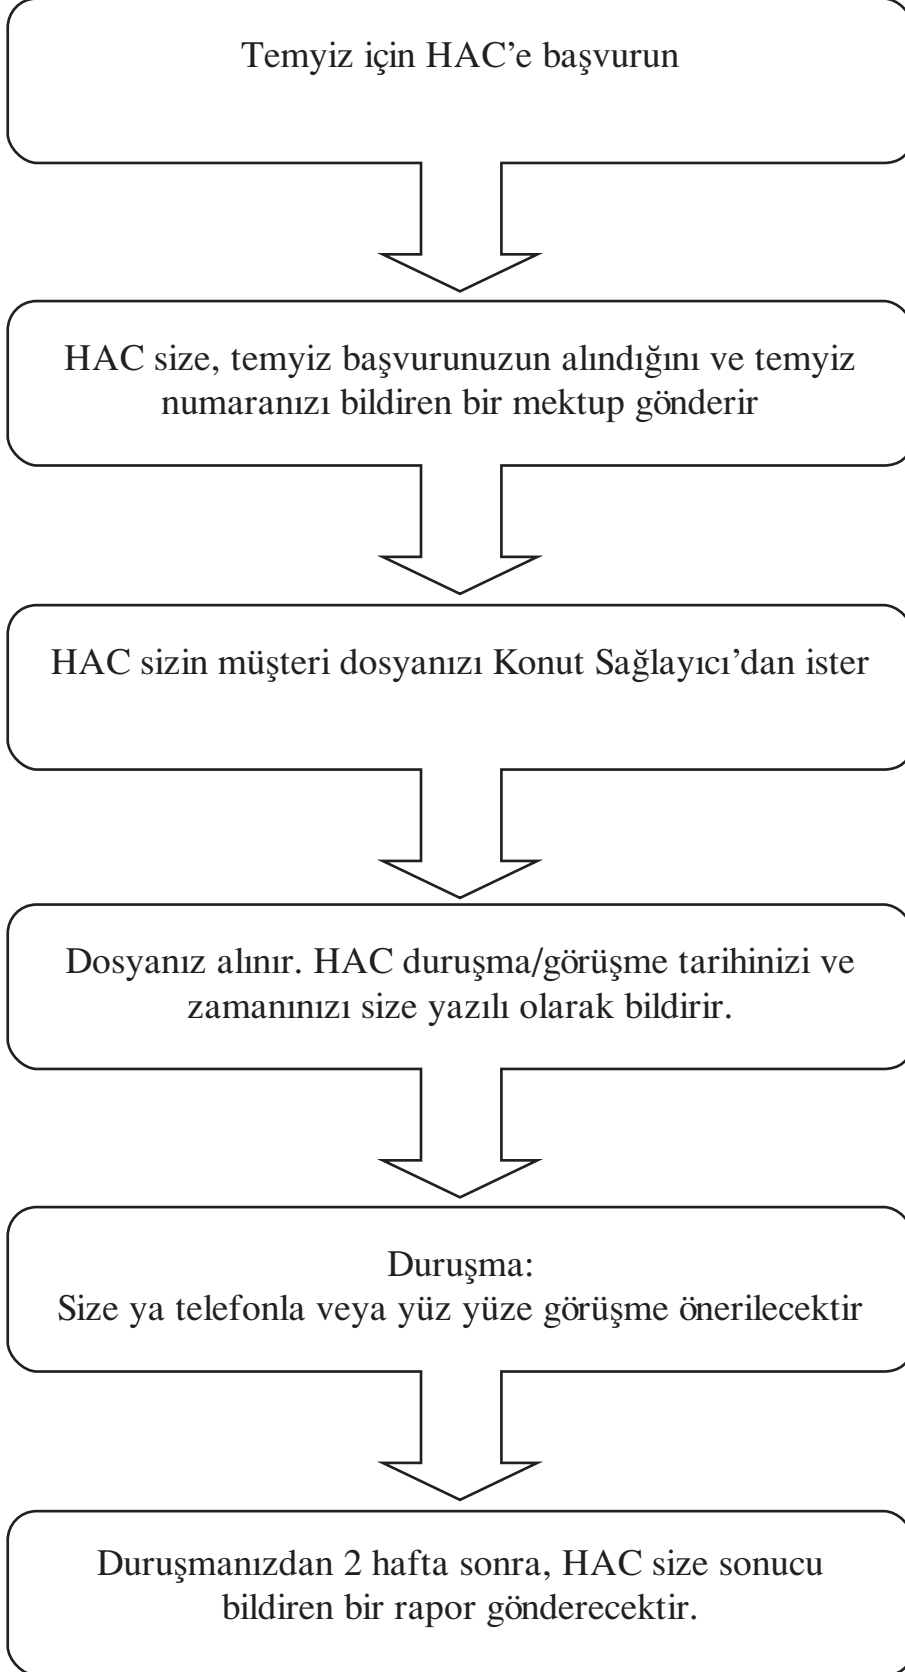 Temyiz için HAC’e başvurun
HAC size, temyiz başvurunuzun alındığını ve temyiz
numaranızı bildiren bir mektup gönderir
HAC sizin müşteri dosyanızı Konut Sağlayıcı’dan ister
Dosyanız alınır. HAC duruşma/görüşme tarihinizi ve
zamanınızı size yazılı olarak bildirir.
Duruşma:
Size ya telefonla veya yüz yüze görüşme önerilecektir
Duruşmanızdan 2 hafta sonra, HAC size sonucu
bildiren bir rapor gönderecektir.